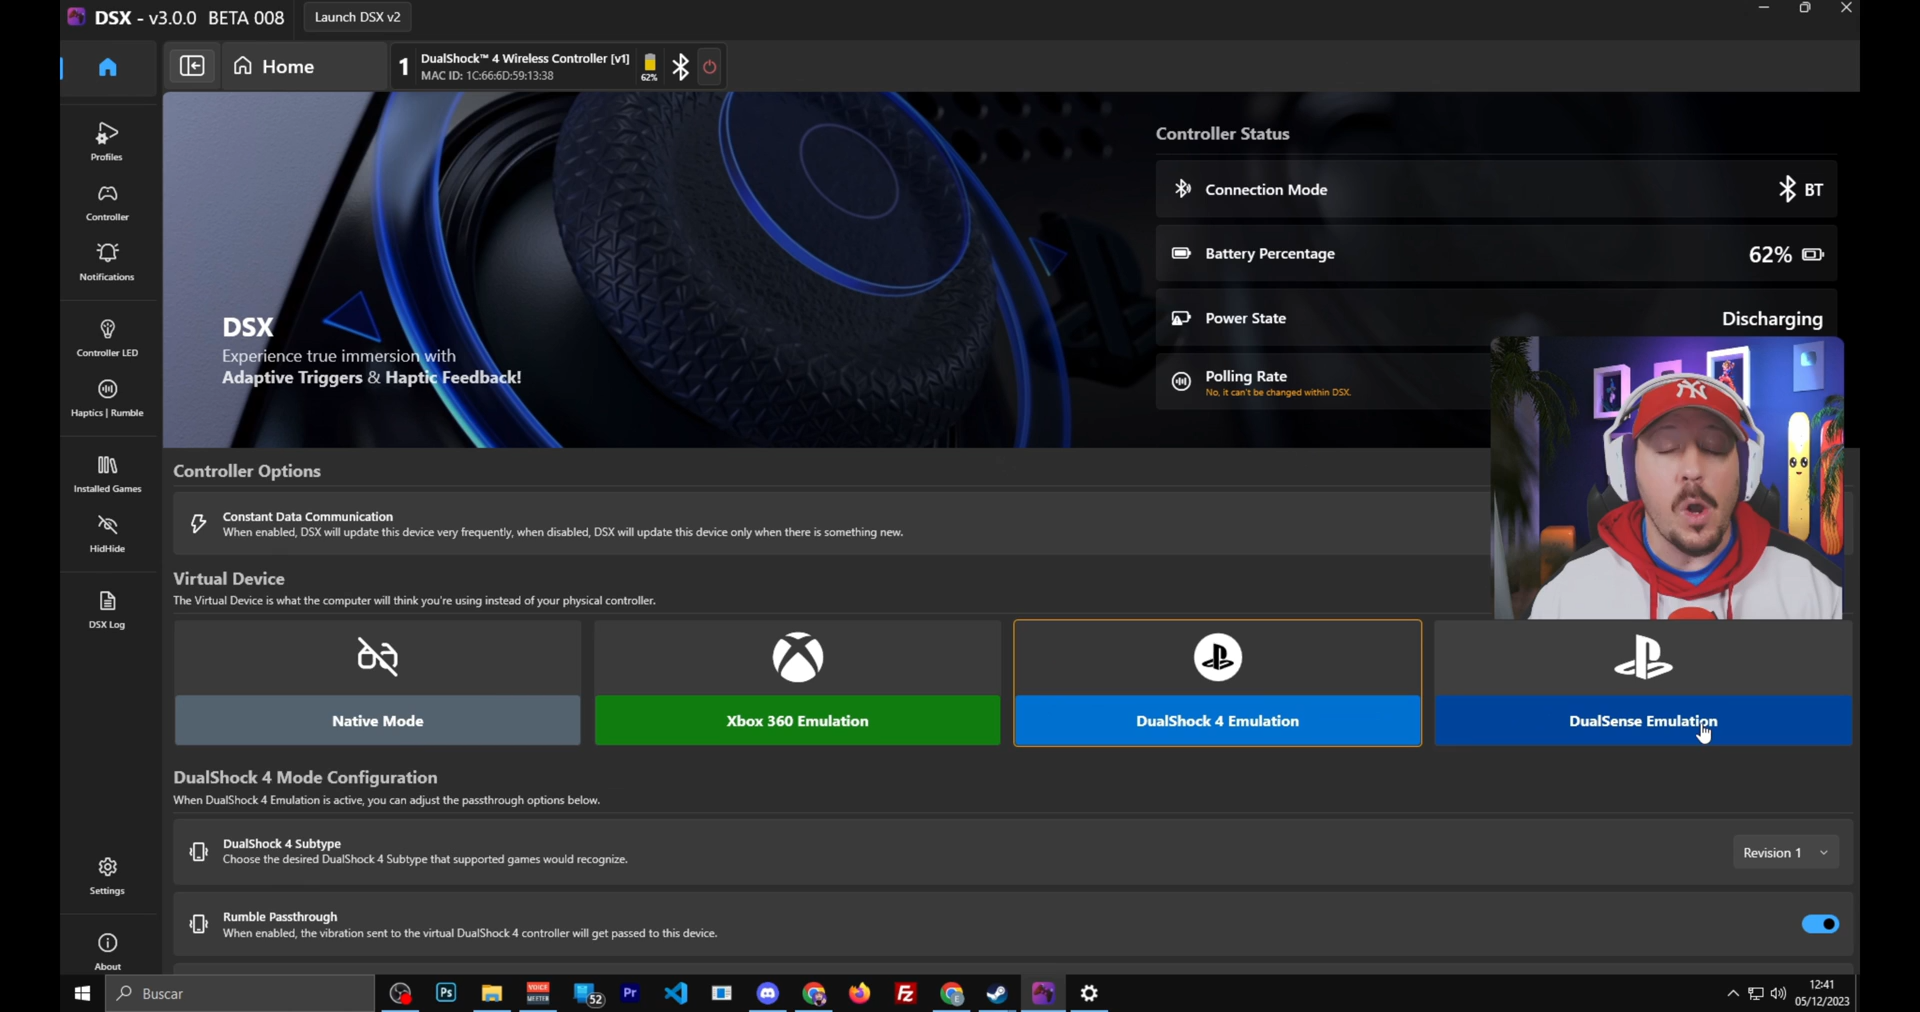 DSX - v3.0.0 BETA 008
Launch DSX v2
Home
1
DualShock™ 4 Wireless Controller [v1]
MAC ID: 1C:66:6D:59:13:38
62%
Profiles
Controller
Notifications
Controller LED
Haptics | Rumble
Installed Games
HidHide
DSX Log
Settings
About
DSX
Experience true immersion with
Adaptive Triggers & Haptic Feedback!
Controller Status
Connection Mode
BT
Battery Percentage
62%
Power State
Discharging
Polling Rate
No, it can't be changed within DSX.
Controller Options
Constant Data Communication
When enabled, DSX will update this device very frequently, when disabled, DSX will update this device only when there is something new.
Virtual Device
The Virtual Device is what the computer will think you're using instead of your physical controller.
Native Mode
Xbox 360 Emulation
DualShock 4 Emulation
DualSense Emulation
DualShock 4 Mode Configuration
When DualShock 4 Emulation is active, you can adjust the passthrough options below.
DualShock 4 Subtype
Choose the desired DualShock 4 Subtype that supported games would recognize.
Revision 1
Rumble Passthrough
When enabled, the vibration sent to the virtual DualShock 4 controller will get passed to this device.
Buscar
Ps
VOICE
MEETER
52
Pr
Fz
E
12:41
05/12/2023